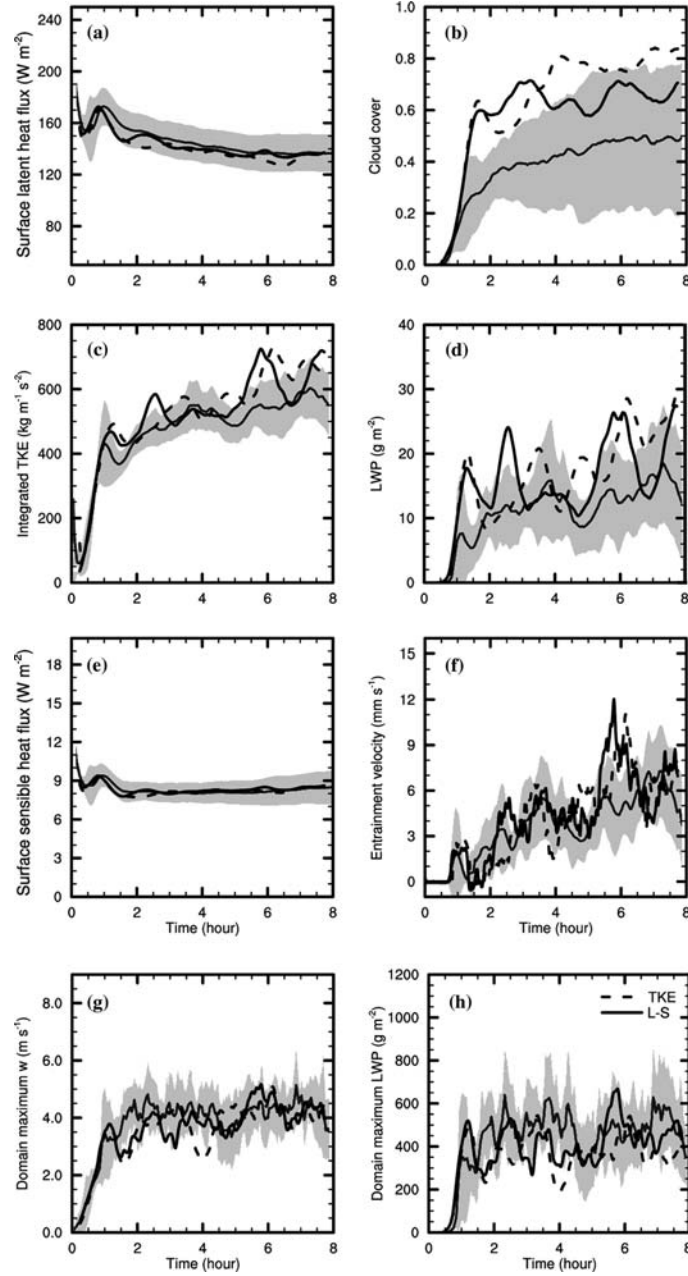 (a)
Surface latent heat flux (W m⁻²)
240
200
160
120
80
0 2 4 6 8
(b)
Cloud cover
1.0
0.8
0.6
0.4
0.2
0.0
0 2 4 6 8
(c)
Integrated TKE (kg m⁻¹ s⁻²)
800
600
400
200
0
0 2 4 6 8
(d)
LWP (g m⁻²)
40
30
20
10
0
0 2 4 6 8
(e)
Surface sensible heat flux (W m⁻²)
18
15
12
9
6
3
0
0 2 4 6 8
Time (hour)
(f)
Entrainment velocity (mm s⁻¹)
15
12
9
6
3
0
0 2 4 6 8
Time (hour)
(g)
Domain maximum w (m s⁻¹)
8.0
6.0
4.0
2.0
0.0
0 2 4 6 8
Time (hour)
(h)
TKE
L-S
Domain maximum LWP (g m⁻²)
1200
1000
800
600
400
200
0
0 2 4 6 8
Time (hour)